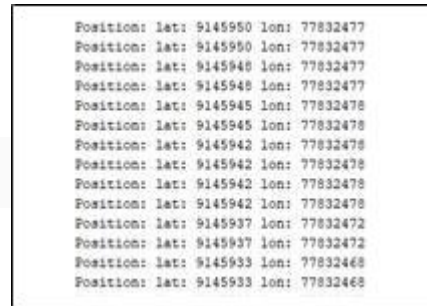 Position: lat: 9145950 lon: 77832477
Position: lat: 9145950 lon: 77832477
Position: lat: 9145948 lon: 77832477
Position: lat: 9145948 lon: 77832477
Position: lat: 9145945 lon: 77832478
Position: lat: 9145945 lon: 77832478
Position: lat: 9145942 lon: 77832478
Position: lat: 9145942 lon: 77832478
Position: lat: 9145942 lon: 77832478
Position: lat: 9145942 lon: 77832478
Position: lat: 9145937 lon: 77832472
Position: lat: 9145937 lon: 77832472
Position: lat: 9145933 lon: 77832468
Position: lat: 9145933 lon: 77832468